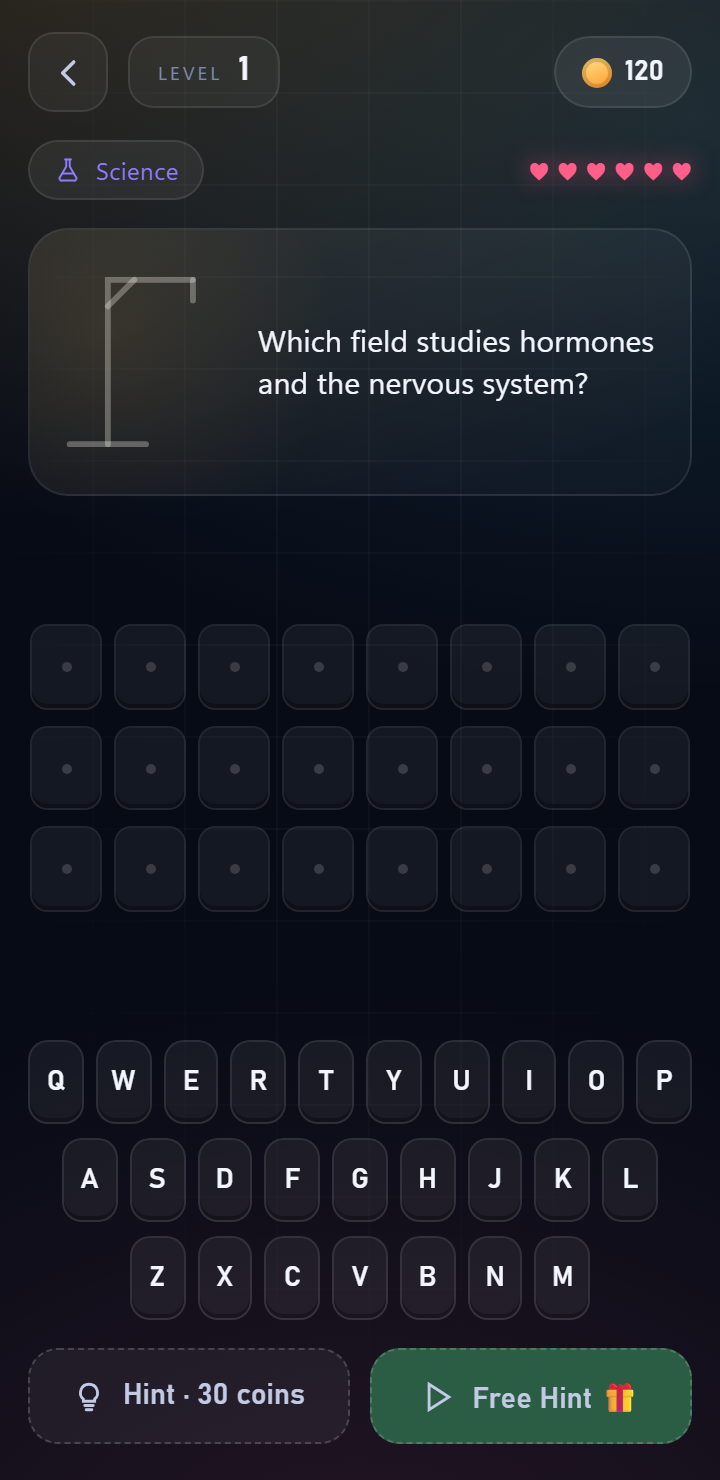 LEVEL 1
120
Science
Which field studies hormones
and the nervous system?
Q W E R T Y U I O P
A S D F G H J K L
Z X C V B N M
Hint · 30 coins
Free Hint 🎁